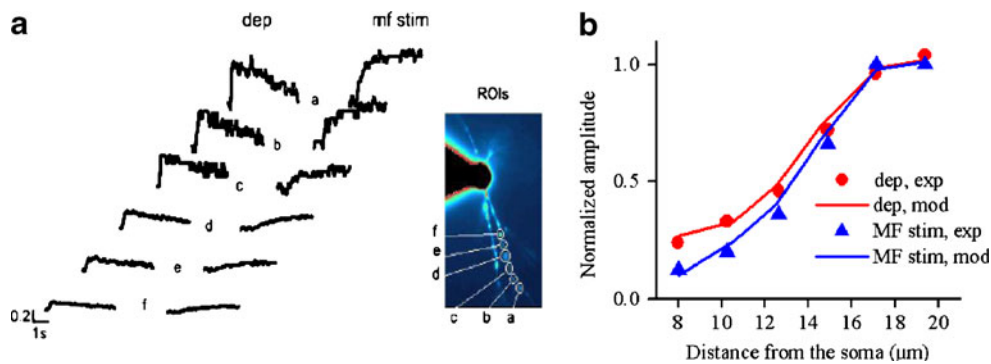 a
dep
mf stim
a
b
c
d
e
f
0.2
1s
ROIs
f
e
d
c b a
b
Normalized amplitude
1.0
0.5
0.0
dep, exp
dep, mod
MF stim, exp
MF stim, mod
8 10 12 14 16 18 20
Distance from the soma (μm)